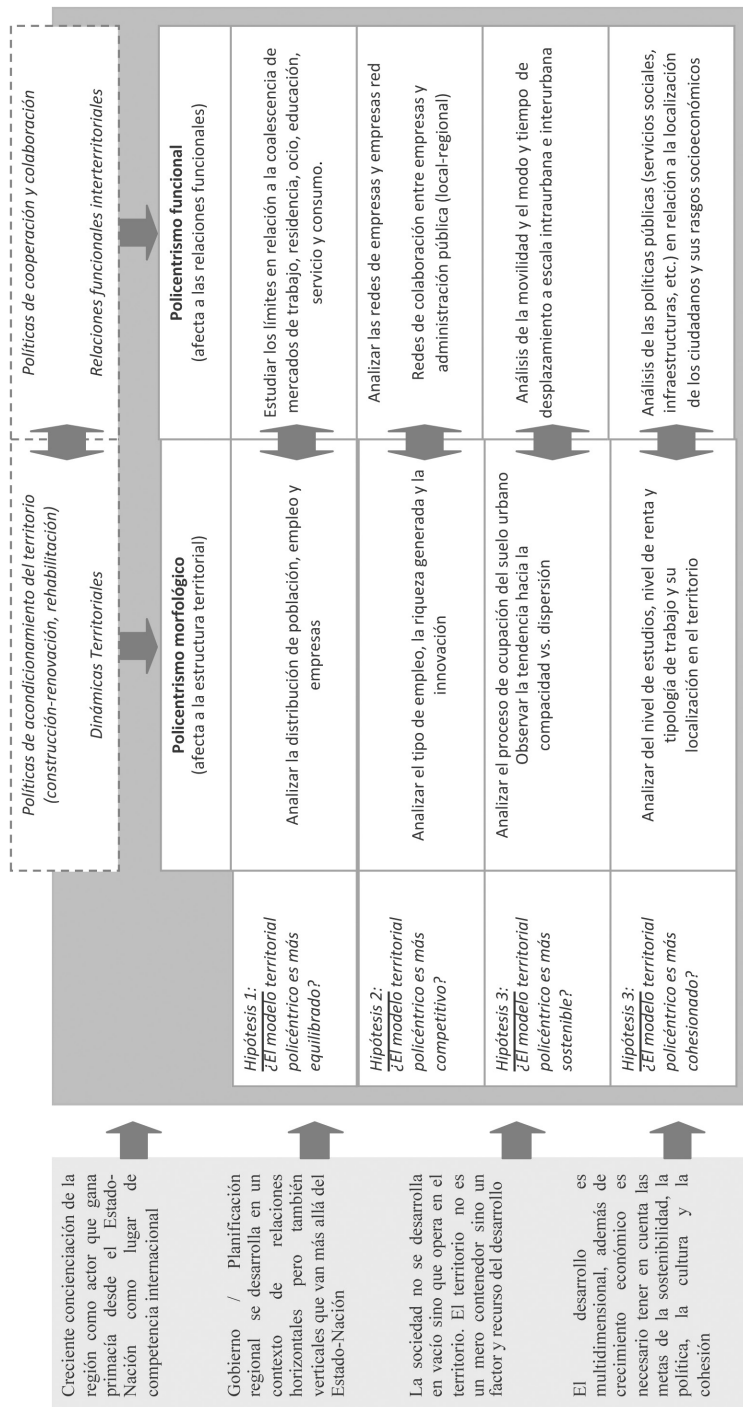 Creciente concienciación de la
región como actor que gana
primacía desde el Estado-
Nación como lugar de
competencia internacional
Gobierno / Planificación
regional se desarrolla en un
contexto de relaciones
horizontales pero también
verticales que van más allá del
Estado-Nación
La sociedad no se desarrolla
en vacío sino que opera en el
territorio. El territorio no es
un mero contenedor sino un
factor y recurso del desarrollo
El desarrollo es
multidimensional, además de
crecimiento económico es
necesario tener en cuenta las
metas de la sostenibilidad, la
política, la cultura y la
cohesión
Políticas de acondicionamiento del territorio
(construcción-renovación, rehabilitación)
Dinámicas Territoriales
Políticas de cooperación y colaboración
Relaciones funcionales interterritoriales
Policentrismo morfológico
(afecta a la estructura territorial)
Policentrismo funcional
(afecta a las relaciones funcionales)
Hipótesis 1:
¿El modelo territorial
policéntrico es más
equilibrado?
Analizar la distribución de población, empleo y
empresas
Estudiar los límites en relación a la coalescencia de
mercados de trabajo, residencia, ocio, educación,
servicio y consumo.
Hipótesis 2:
¿El modelo territorial
policéntrico es más
competitivo?
Analizar el tipo de empleo, la riqueza generada y la
innovación
Analizar las redes de empresas y empresas red
Redes de colaboración entre empresas y
administración pública (local-regional)
Hipótesis 3:
¿El modelo territorial
policéntrico es más
sostenible?
Analizar el proceso de ocupación del suelo urbano
Observar la tendencia hacia la
compacidad vs. dispersión
Análisis de la movilidad y el modo y tiempo de
desplazamiento a escala intraurbana e interurbana
Hipótesis 3:
¿El modelo territorial
policéntrico es más
cohesionado?
Analizar del nivel de estudios, nivel de renta y
tipología de trabajo y su
localización en el territorio
Análisis de las políticas públicas (servicios sociales,
infraestructuras, etc.) en relación a la localización
de los ciudadanos y sus rasgos socioeconómicos